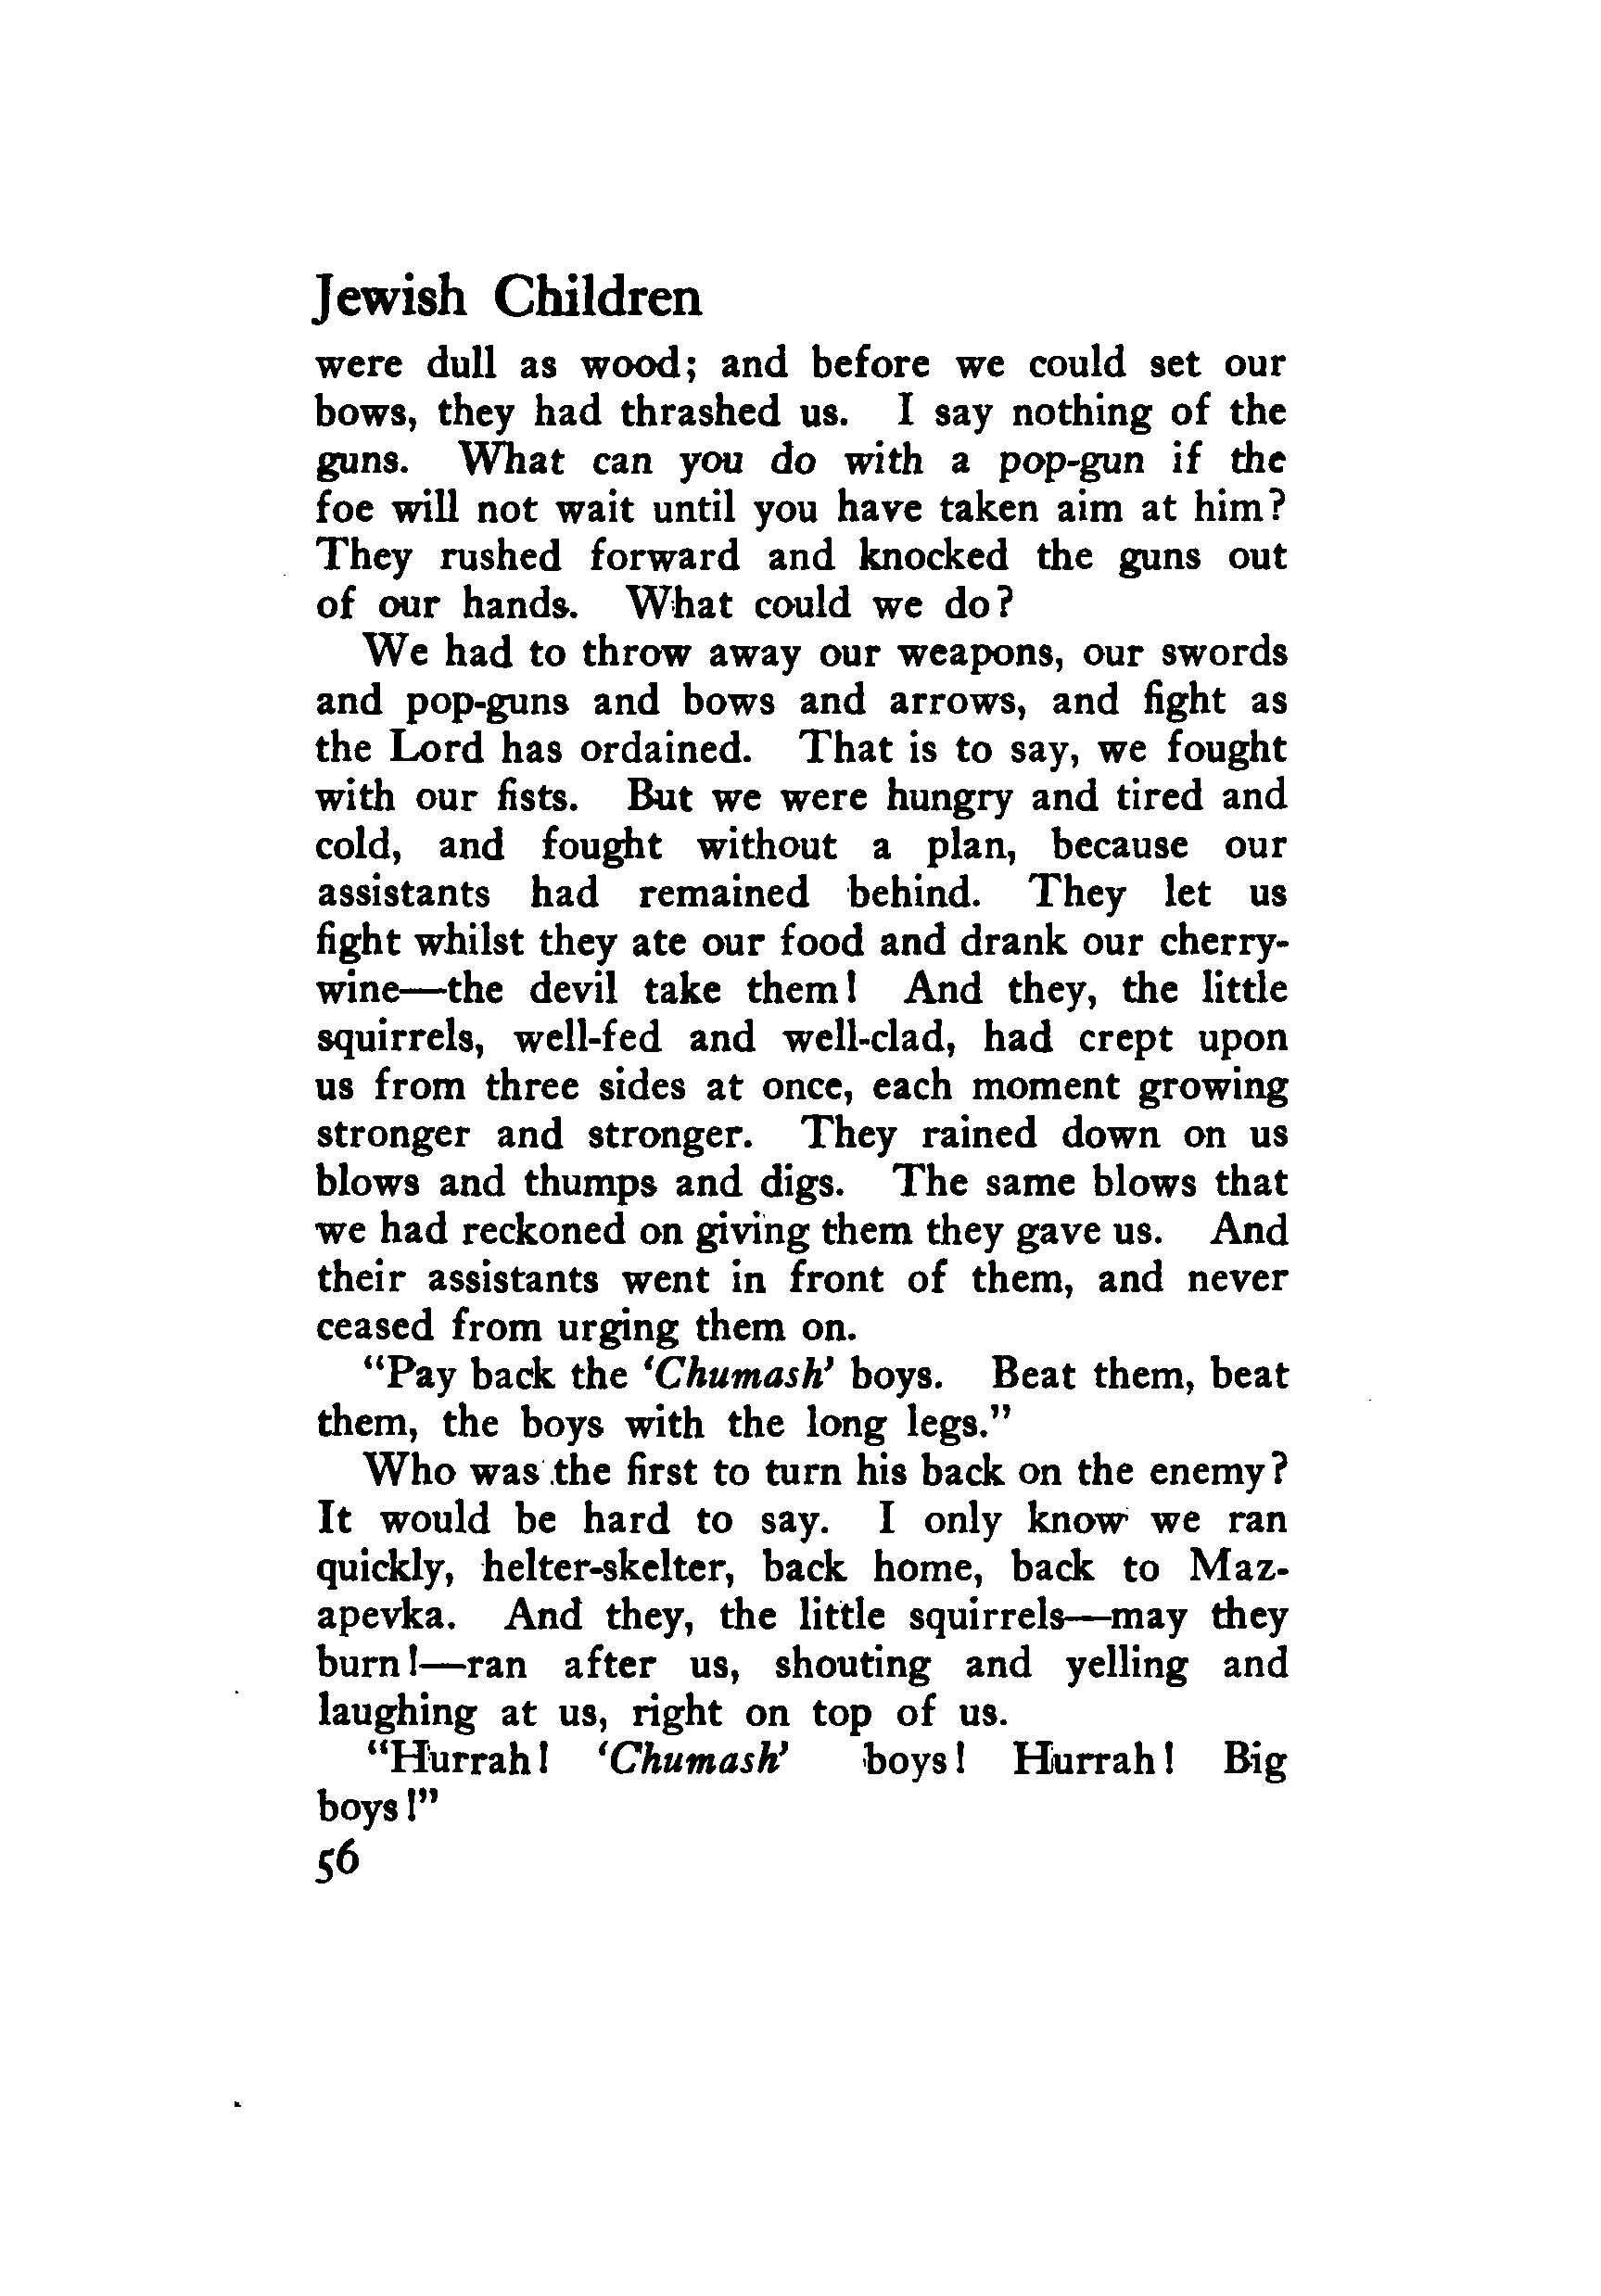 Jewish Children
were dull as wood; and before we could set our
bows, they had thrashed us. I say nothing of the
guns. What can you do with a pop-gun if the
foe will not wait until you have taken aim at him?
They rushed forward and knocked the guns out
of our hands. What could we do?
We had to throw away our weapons, our swords
and pop-guns and bows and arrows, and fight as
the Lord has ordained. That is to say, we fought
with our fists. But we were hungry and tired and
cold, and fought without a plan, because our
assistants had remained behind. They let us
fight whilst they ate our food and drank our cherry-
wine—the devil take them! And they, the little
squirrels, well-fed and well-clad, had crept upon
us from three sides at once, each moment growing
stronger and stronger. They rained down on us
blows and thumps and digs. The same blows that
we had reckoned on giving them they gave us. And
their assistants went in front of them, and never
ceased from urging them on.
"Pay back the 'Chumash' boys. Beat them, beat
them, the boys with the long legs."
Who was the first to turn his back on the enemy?
It would be hard to say. I only know we ran
quickly, helter-skelter, back home, back to Maz-
apevka. And they, the little squirrels—may they
burn!—ran after us, shouting and yelling and
laughing at us, right on top of us.
"Hurrah! 'Chumash' boys! Hurrah! Big
boys!"
56